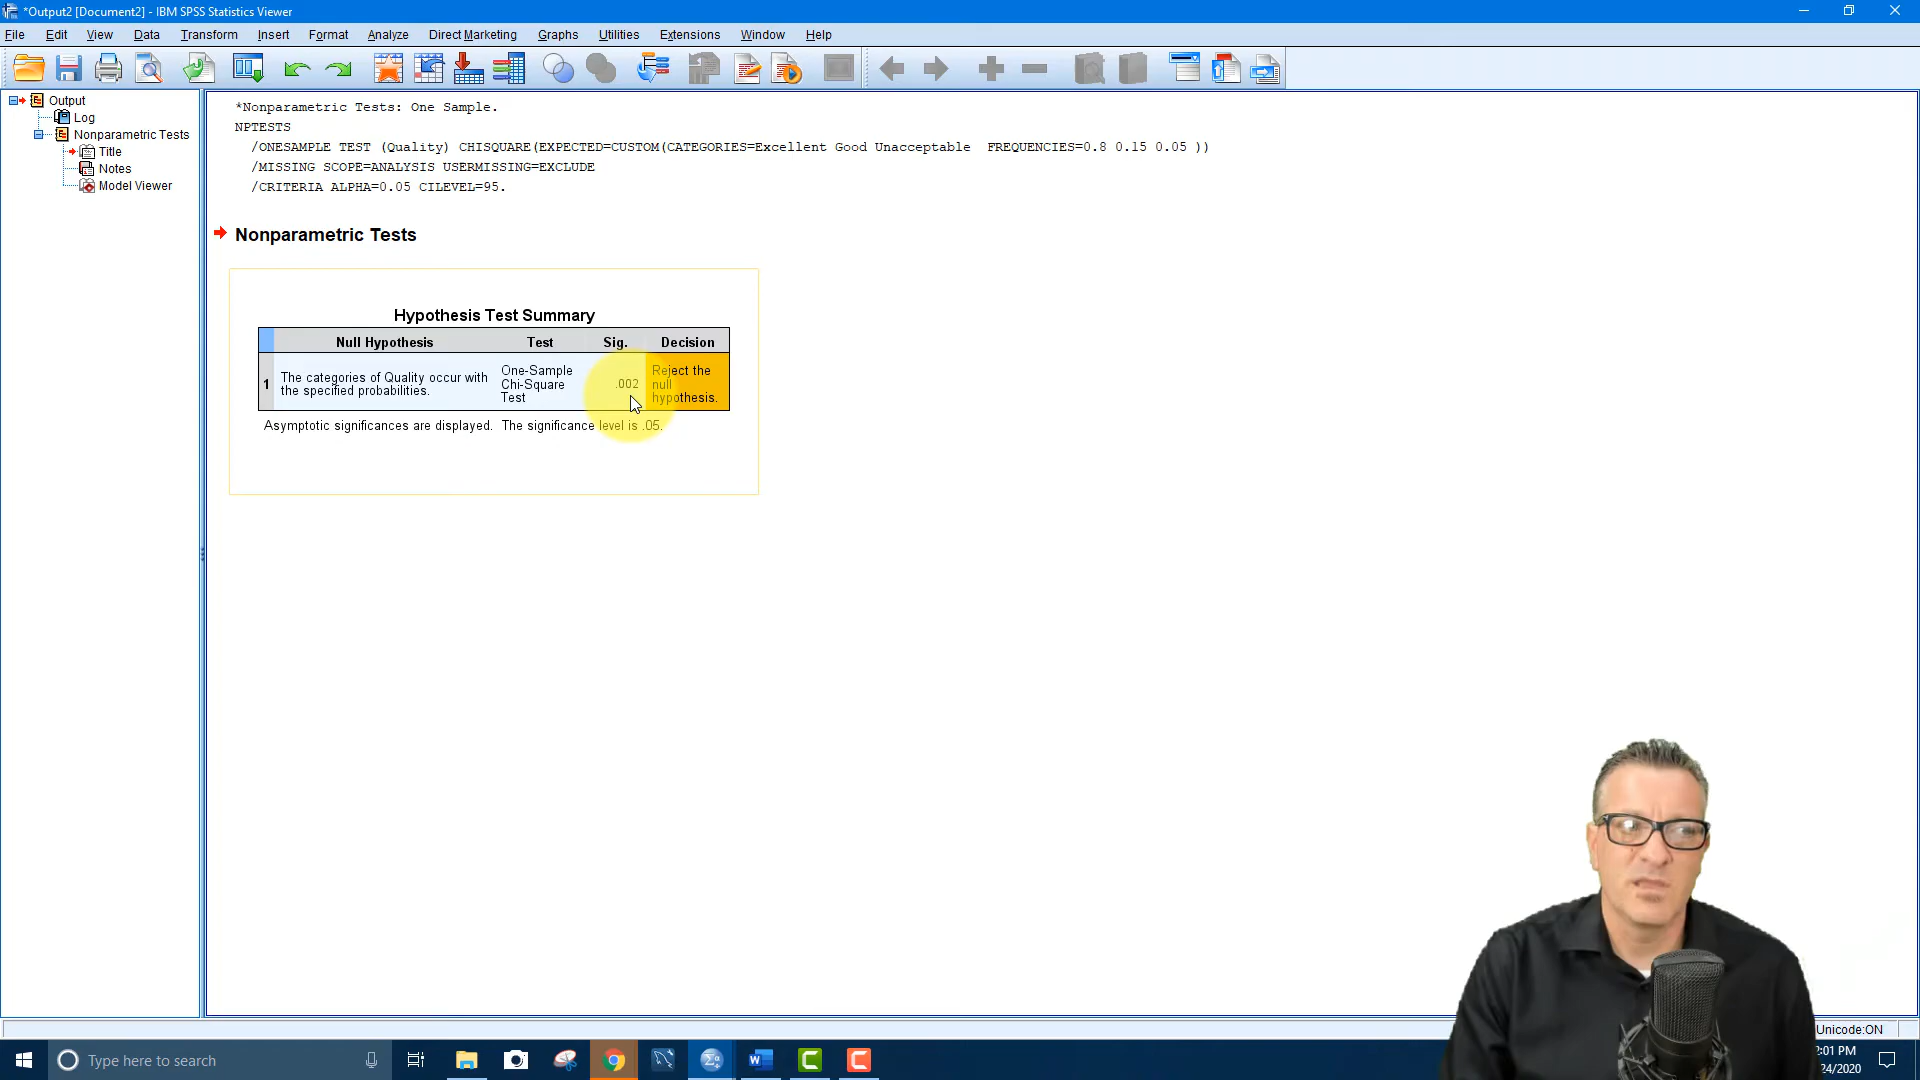 *Output2 [Document2] - IBM SPSS Statistics Viewer
File Edit View Data Transform Insert Format Analyze Direct Marketing Graphs Utilities Extensions Window Help
Output
Log
Nonparametric Tests
Title
Notes
Model Viewer
*Nonparametric Tests: One Sample.
NPTESTS
/ONESAMPLE TEST (Quality) CHISQUARE(EXPECTED=CUSTOM(CATEGORIES=Excellent Good Unacceptable FREQUENCIES=0.8 0.15 0.05 ))
/MISSING SCOPE=ANALYSIS USERMISSING=EXCLUDE
/CRITERIA ALPHA=0.05 CILEVEL=95.
Nonparametric Tests
Hypothesis Test Summary
Null Hypothesis Test Sig. Decision
1 The categories of Quality occur with the specified probabilities. One-Sample Chi-Square Test .002 Reject the null hypothesis.
Asymptotic significances are displayed. The significance level is .05.
Unicode:ON
Type here to search
2:01 PM
24/2020